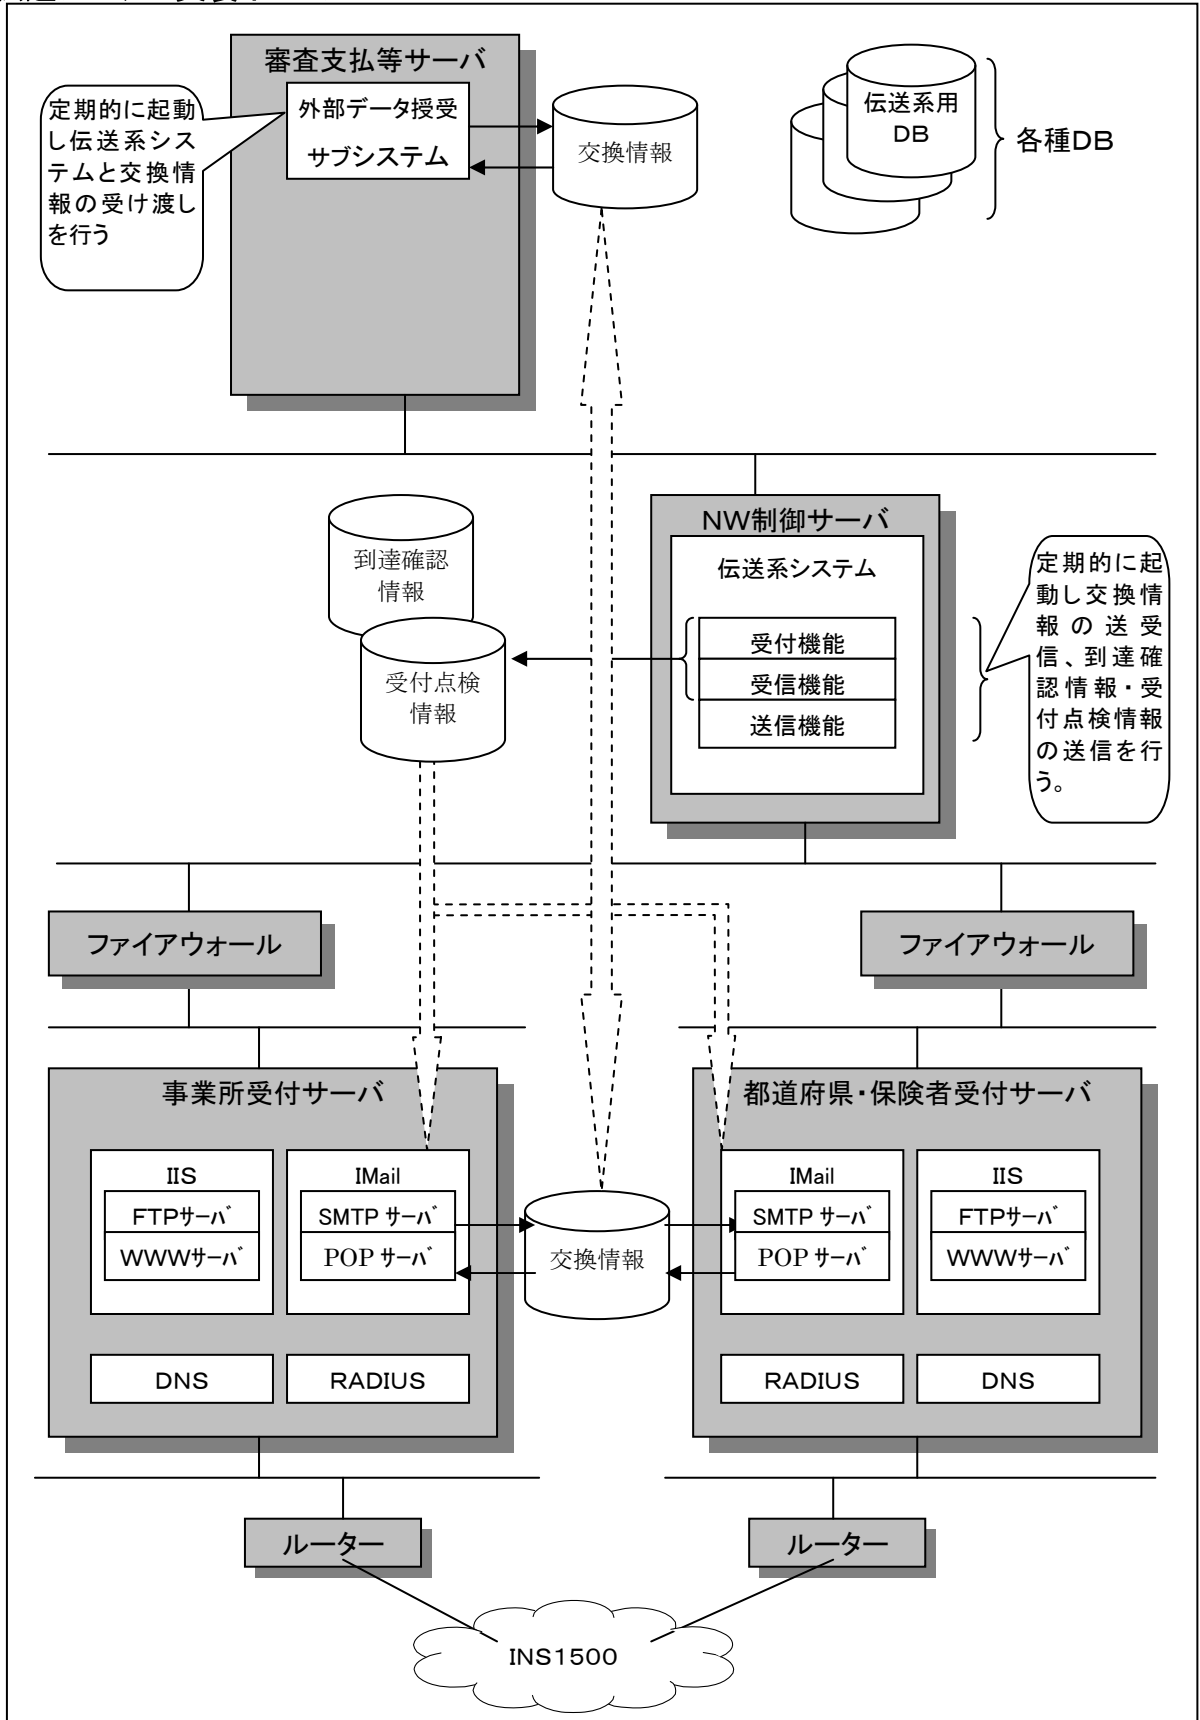 審査支払等サーバ
外部データ授受
サブシステム
定期的に起動
し伝送系シス
テムと交換情
報の受け渡し
を行う
交換情報
伝送系用
DB
各種DB
NW制御サーバ
伝送系システム
受付機能
受信機能
送信機能
到達確認
情報
受付点検
情報
定期的に起
動し交換情
報の送受
信、到達確
認情報・受
付点検情報
の送信を行
う。
ファイアウォール
ファイアウォール
事業所受付サーバ
IIS
FTPサーバ
WWWサーバ
IMail
SMTP サーバ
POP サーバ
DNS
RADIUS
交換情報
都道府県・保険者受付サーバ
IMail
SMTP サーバ
POP サーバ
IIS
FTPサーバ
WWWサーバ
RADIUS
DNS
ルーター
ルーター
INS1500